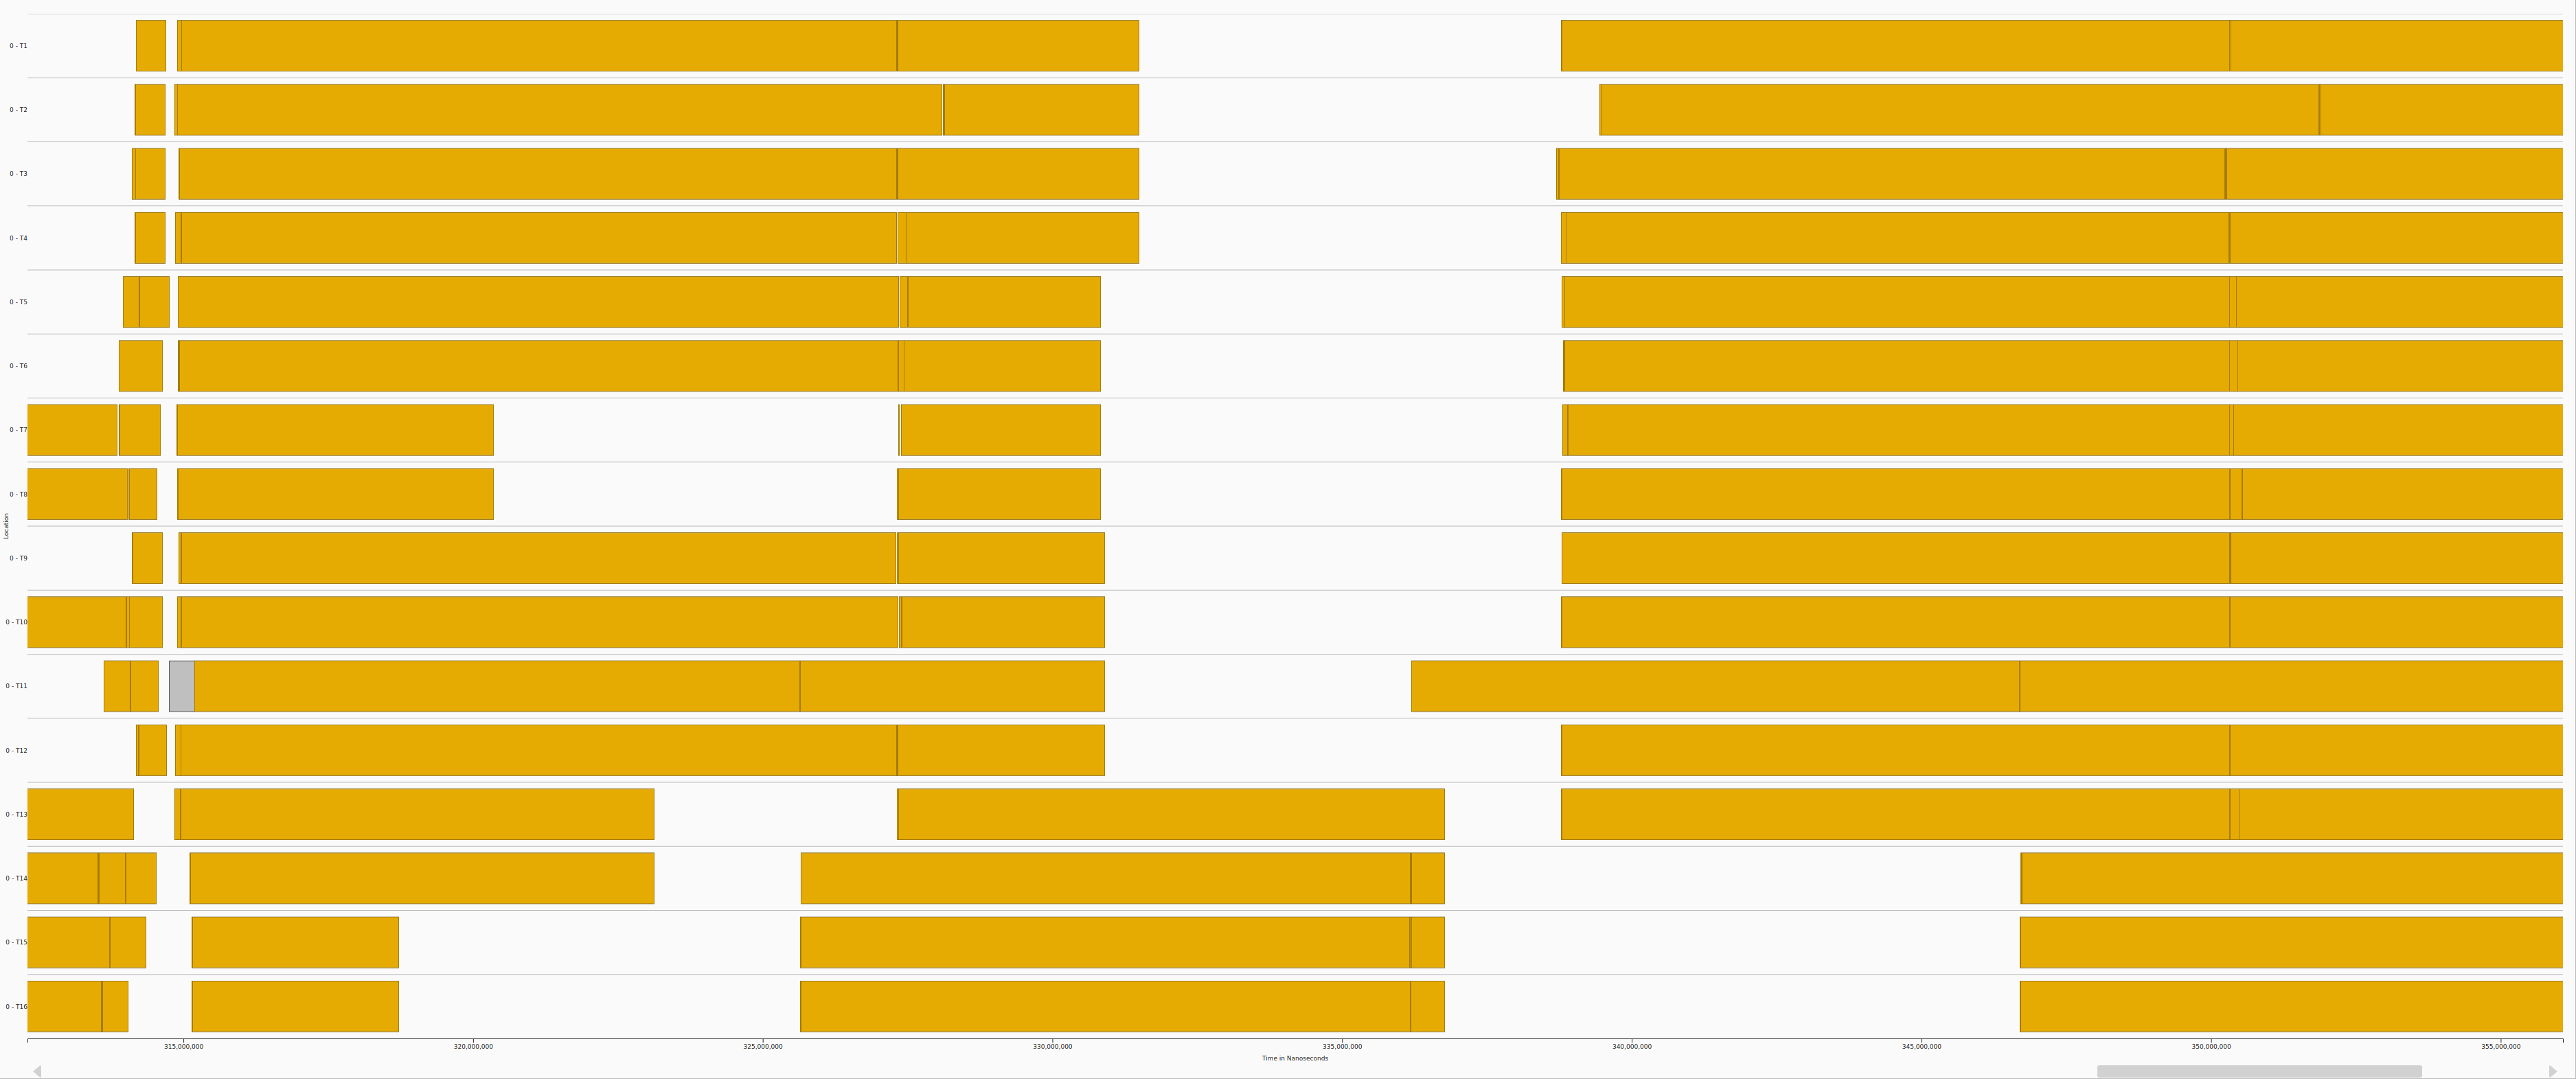 0 - T1
0 - T2
0 - T3
0 - T4
0 - T5
0 - T6
0 - T7
0 - T8
Location
0 - T9
0 - T10
0 - T11
0 - T12
0 - T13
0 - T14
0 - T15
0 - T16
315,000,000 320,000,000 325,000,000 330,000,000 335,000,000 340,000,000 345,000,000 350,000,000 355,000,000
Time in Nanoseconds